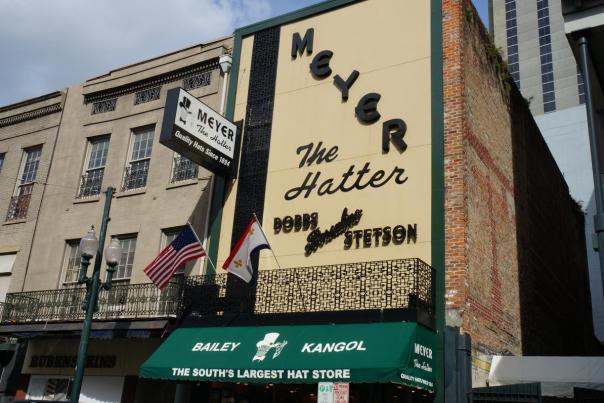 MEYER
The
Hatter
DOBBS Borsalino STETSON
MEYER
The Hatter
Quality Hats Since 1894
BAILEY KANGOL
THE SOUTH'S LARGEST HAT STORE
MEYER
The Hatter
RUBENSTEINS